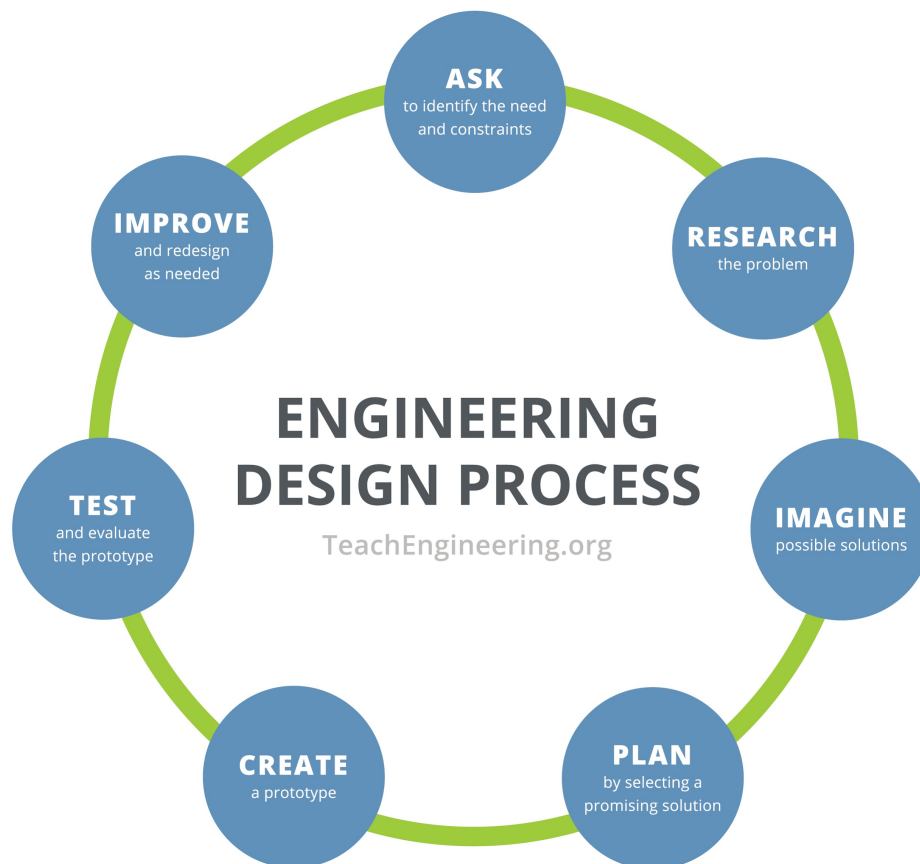 ASK
to identify the need
and constraints
RESEARCH
the problem
IMAGINE
possible solutions
PLAN
by selecting a
promising solution
CREATE
a prototype
TEST
and evaluate
the prototype
IMPROVE
and redesign
as needed
ENGINEERING
DESIGN PROCESS
TeachEngineering.org